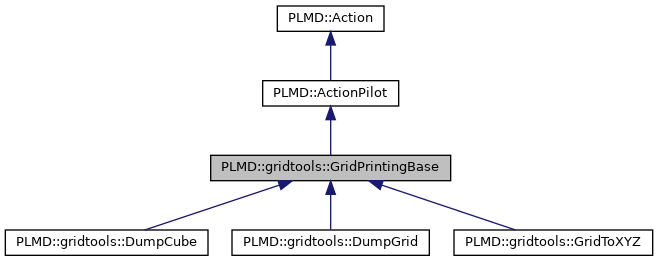 PLMD::Action
PLMD::ActionPilot
PLMD::gridtools::GridPrintingBase
PLMD::gridtools::DumpCube
PLMD::gridtools::DumpGrid
PLMD::gridtools::GridToXYZ